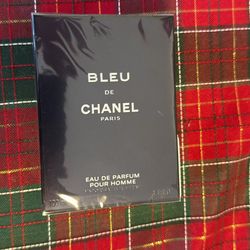 BLEU
DE
CHANEL
PARIS
EAU DE PARFUM
POUR HOMME